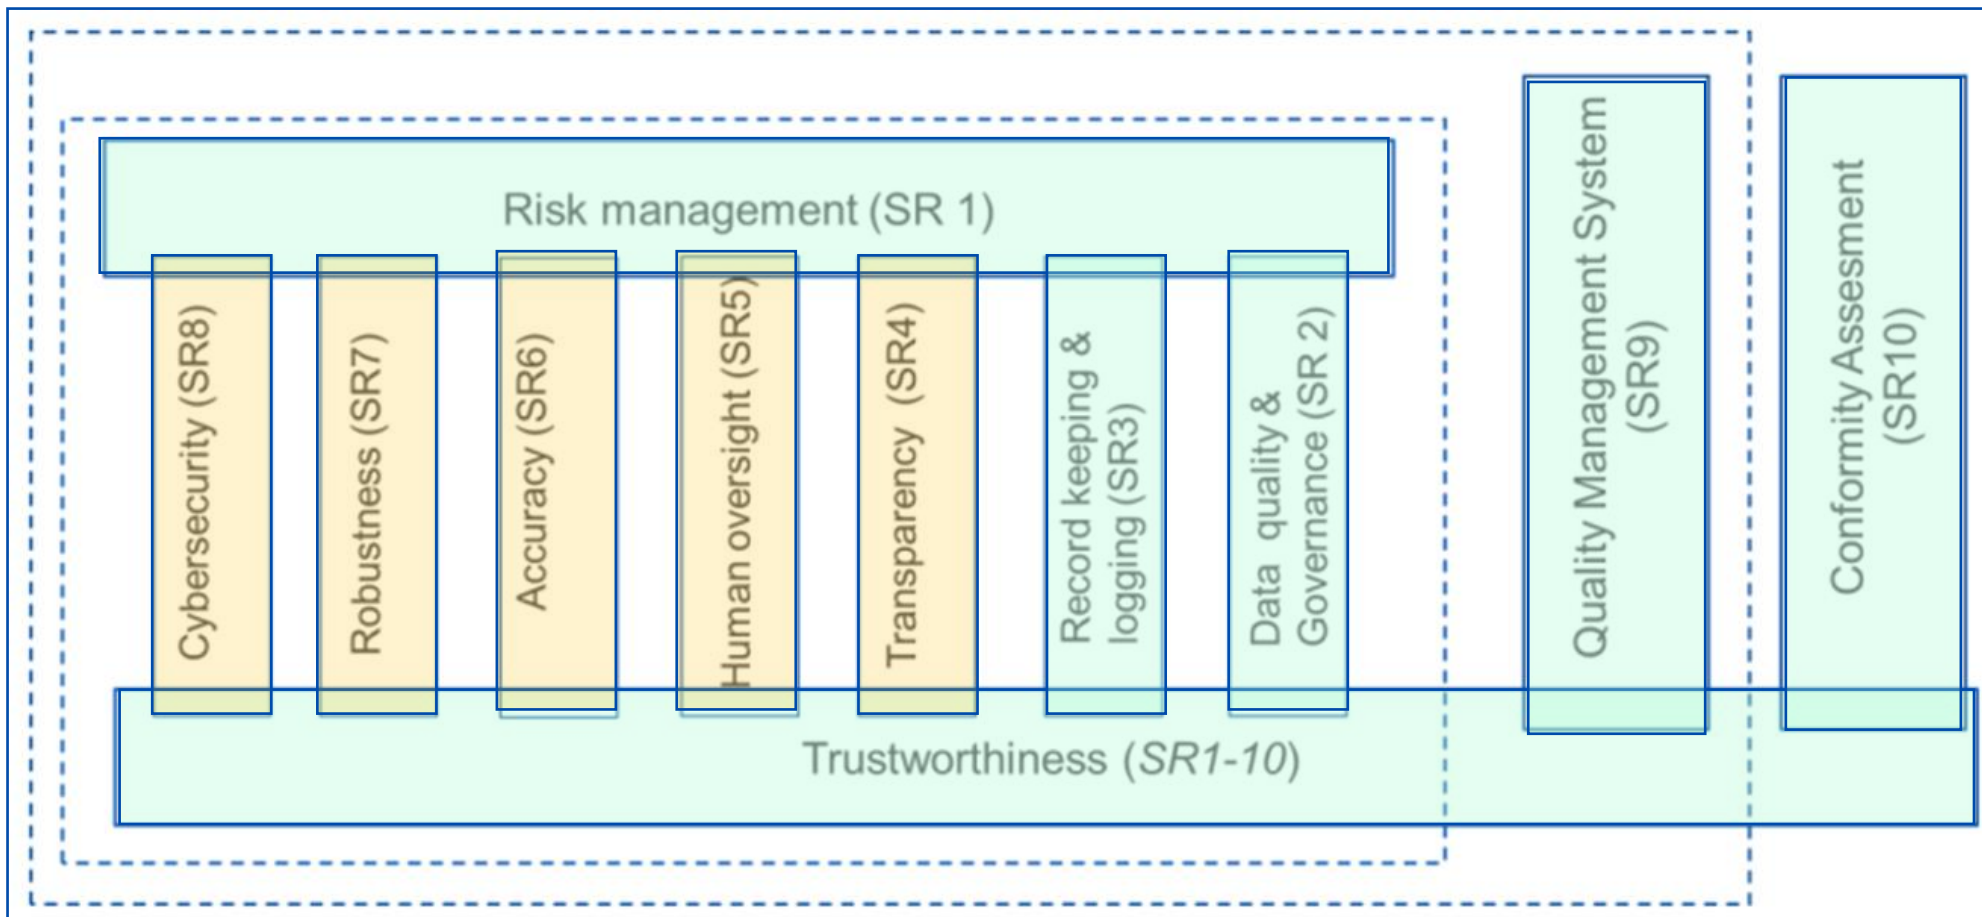 Risk management (SR 1)
Cybersecurity (SR8)
Robustness (SR7)
Accuracy (SR6)
Human oversight (SR5)
Transparency (SR4)
Record keeping &
logging (SR3)
Data quality &
Governance (SR 2)
Quality Management System
(SR9)
Conformity Assessment
(SR10)
Trustworthiness (SR1-10)